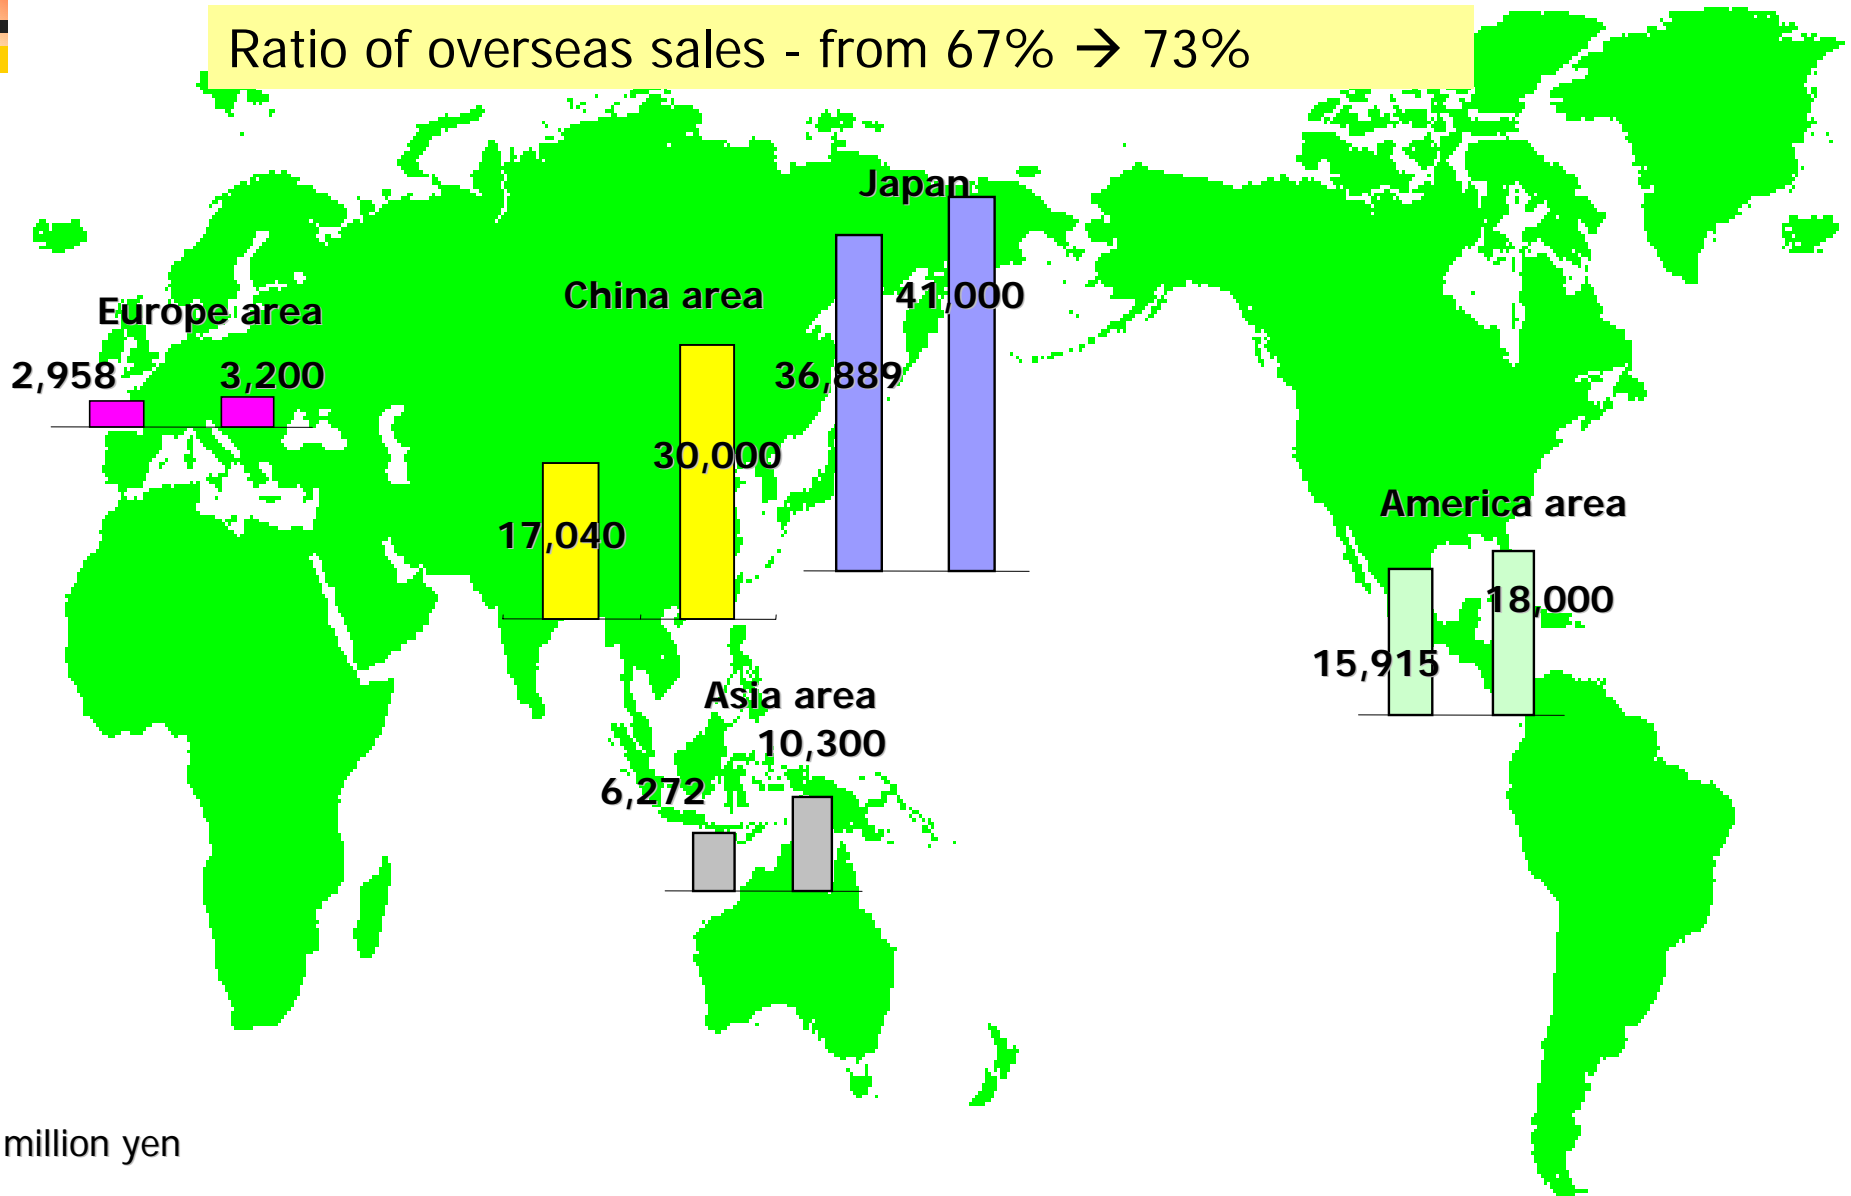 Ratio of overseas sales - from 67% → 73%
Japan
Europe area
China area
41,000
2,958
3,200
36,889
30,000
17,040
America area
18,000
15,915
Asia area
10,300
6,272
million yen